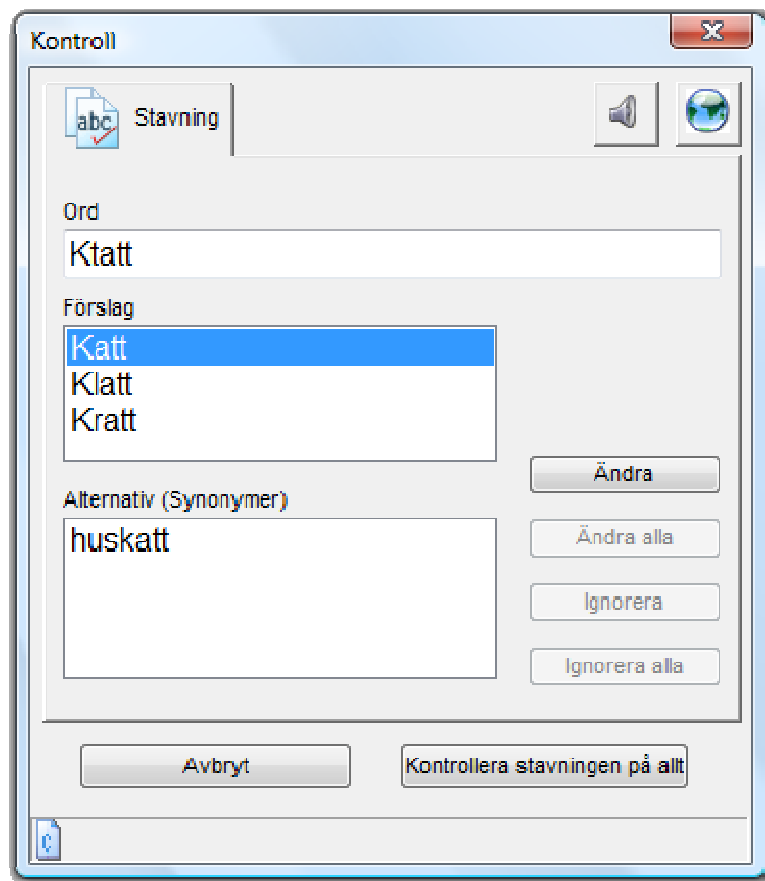 Kontroll
abc
Stavning
Ord
Ktatt
Förslag
Katt
Klatt
Kratt
Ändra
Alternativ (Synonymer)
huskatt
Ändra alla
Ignorera
Ignorera alla
Avbryt
Kontrollera stavningen på allt